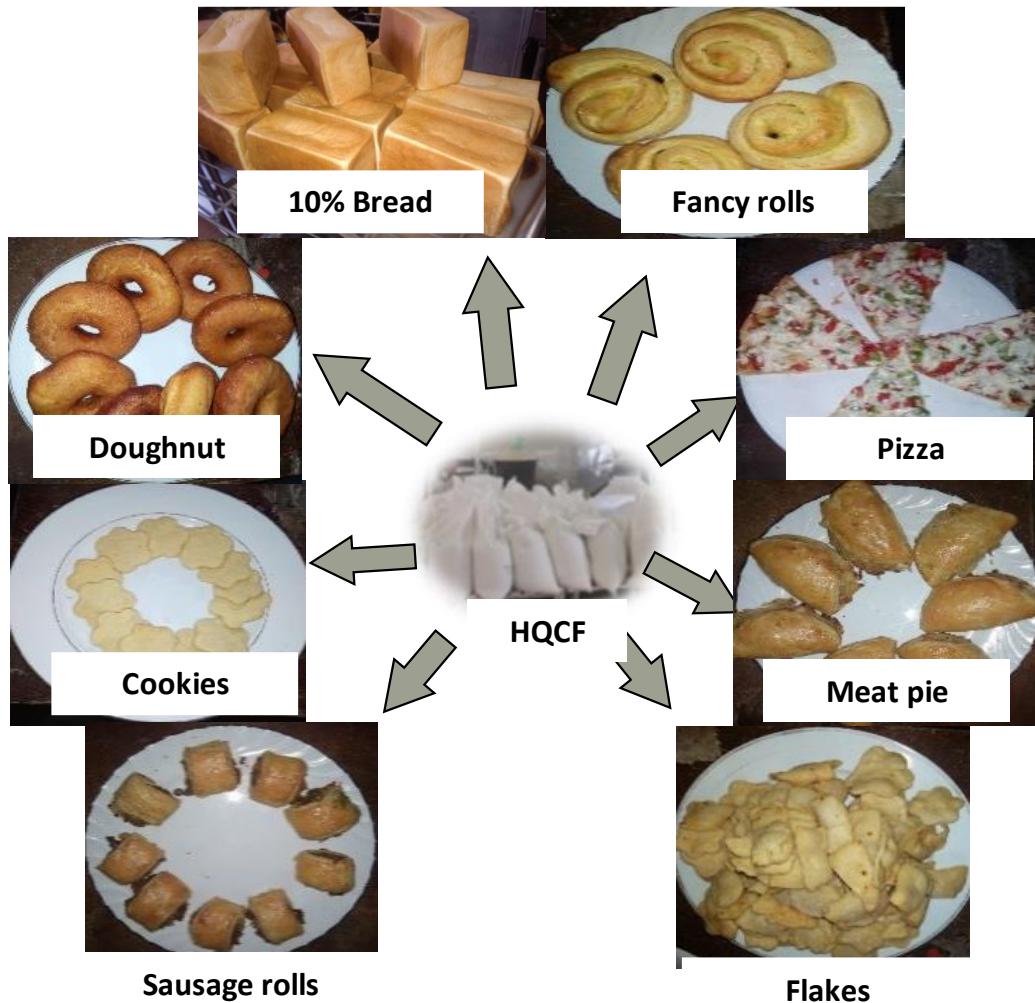 10% Bread
Fancy rolls
Doughnut
Pizza
HQCF
Cookies
Meat pie
Sausage rolls
Flakes